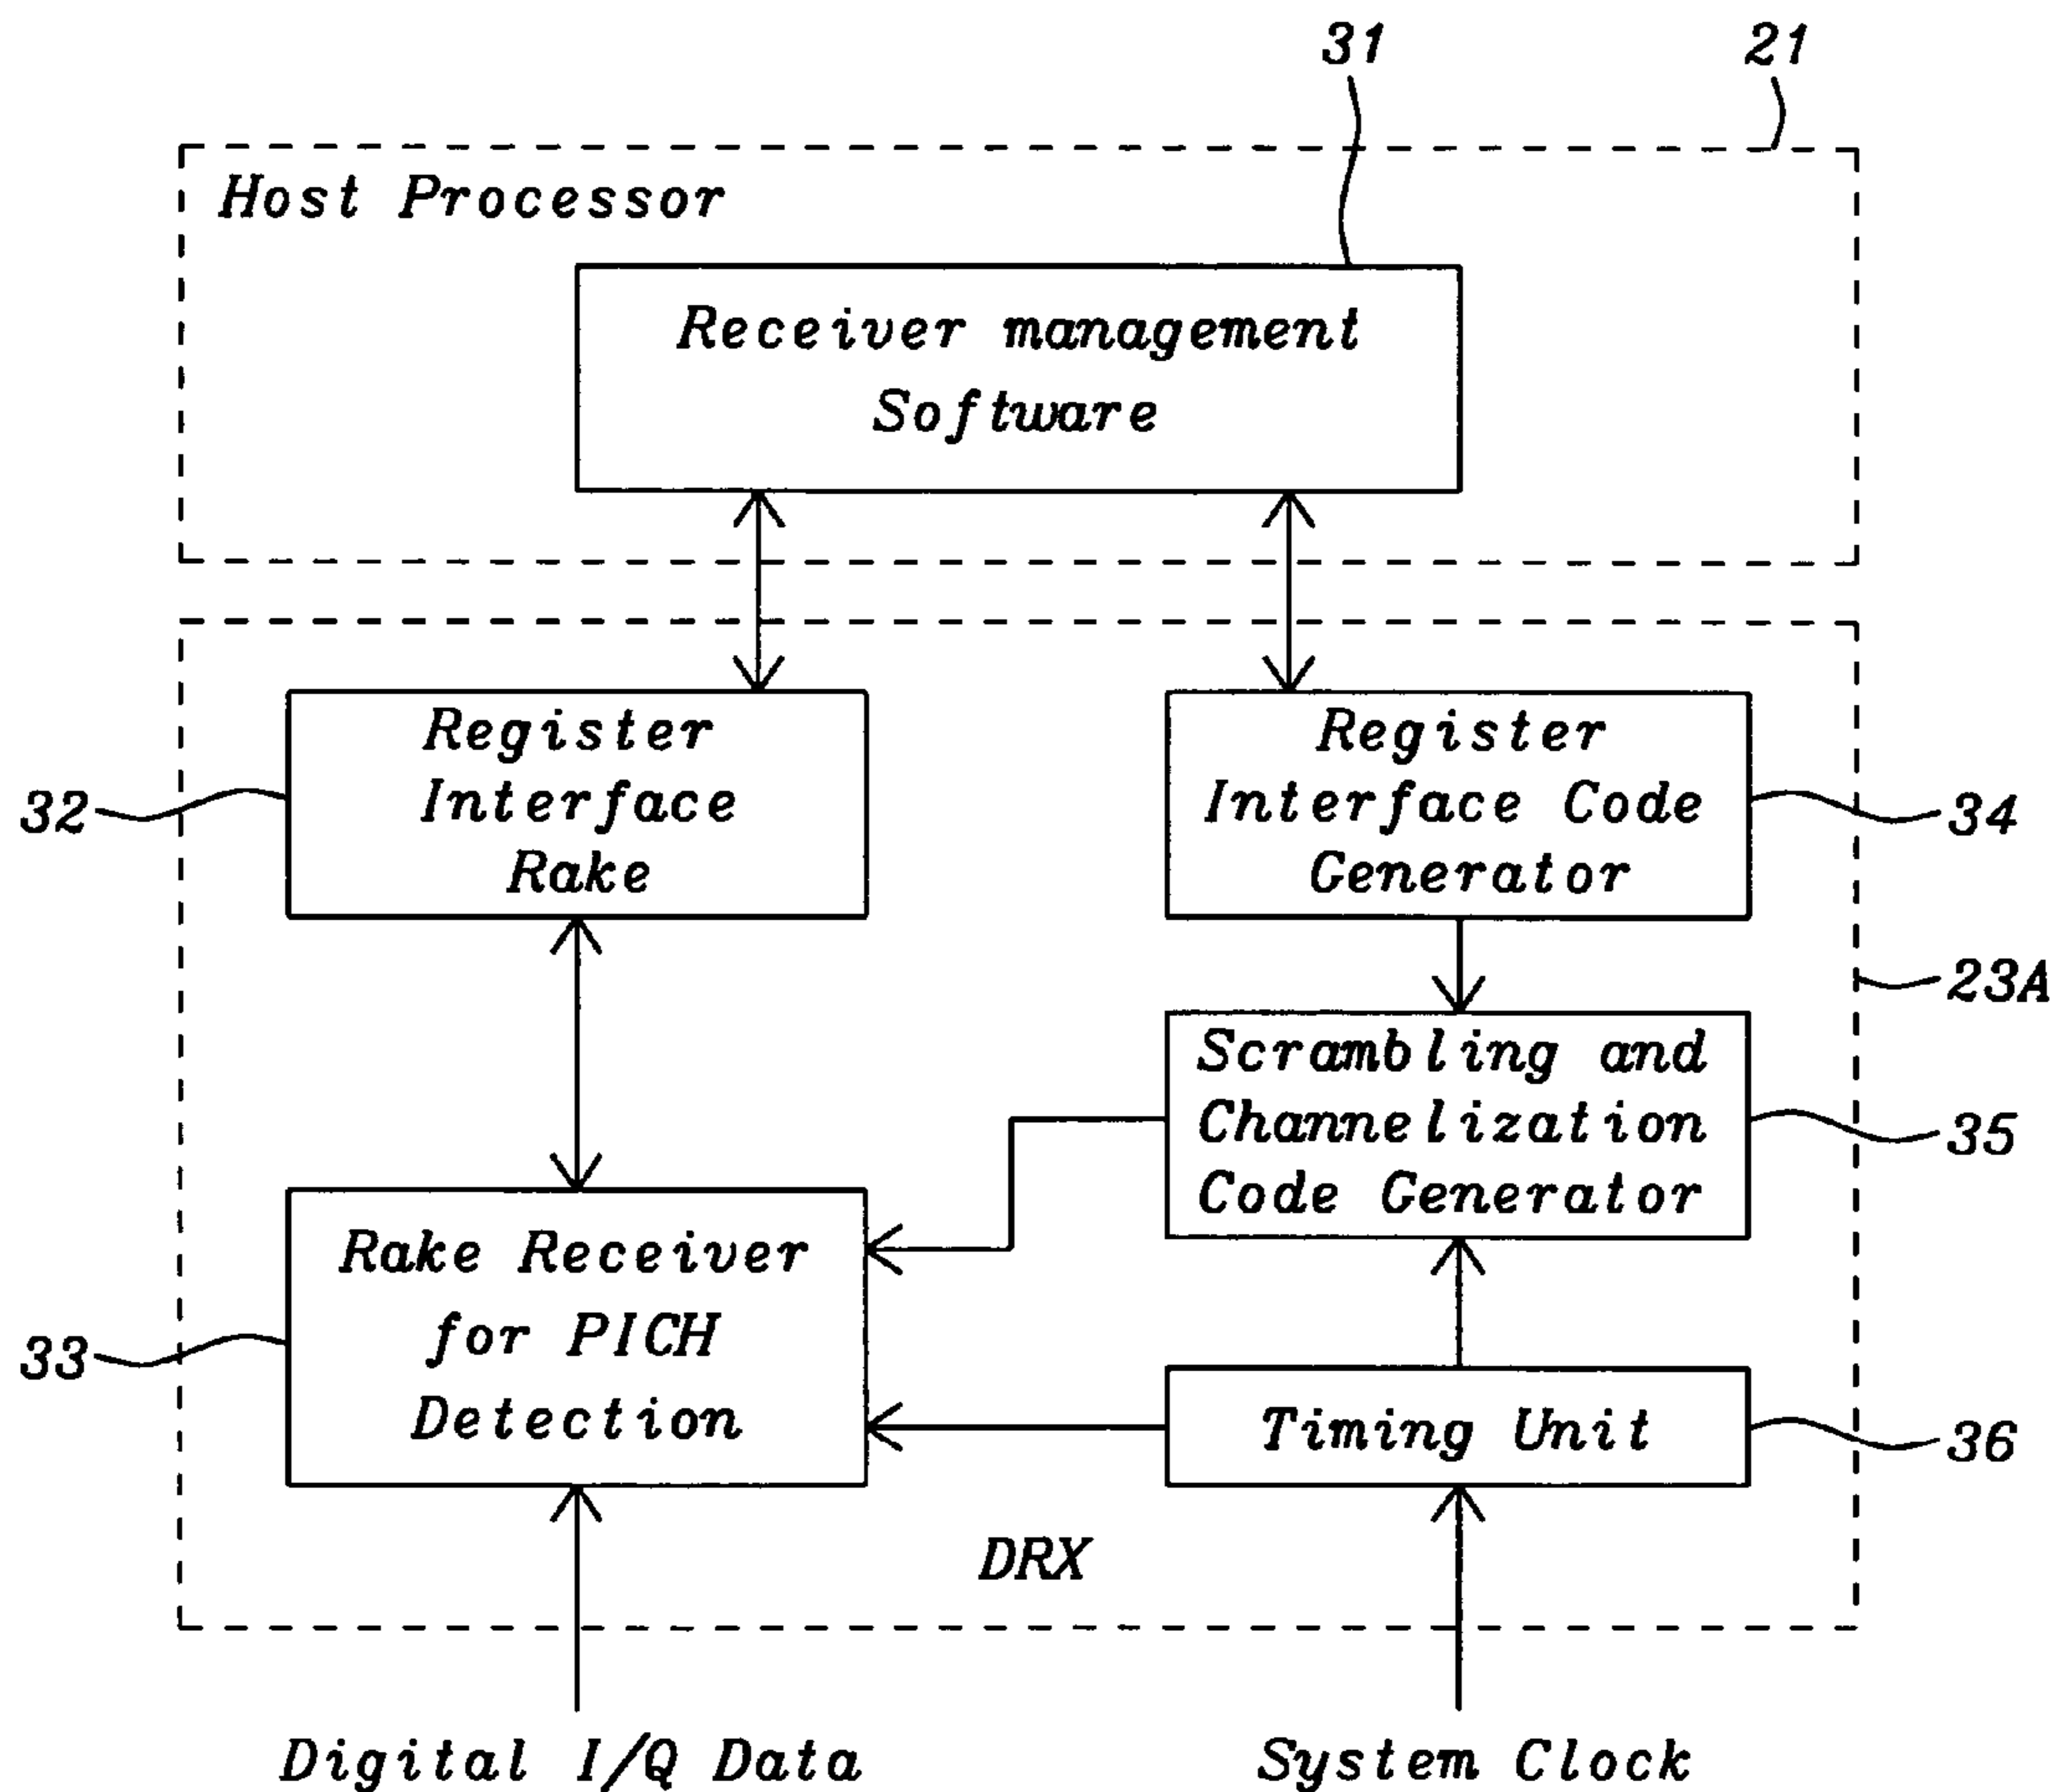 31
21
Host Processor
Receiver management
Software
Register
Interface
Rake
32
Register
Interface Code
Generator
34
23A
Scrambling and
Channelization
Code Generator
35
Rake Receiver
for PICH
Detection
33
Timing Unit
36
DRX
Digital I/Q Data
System Clock